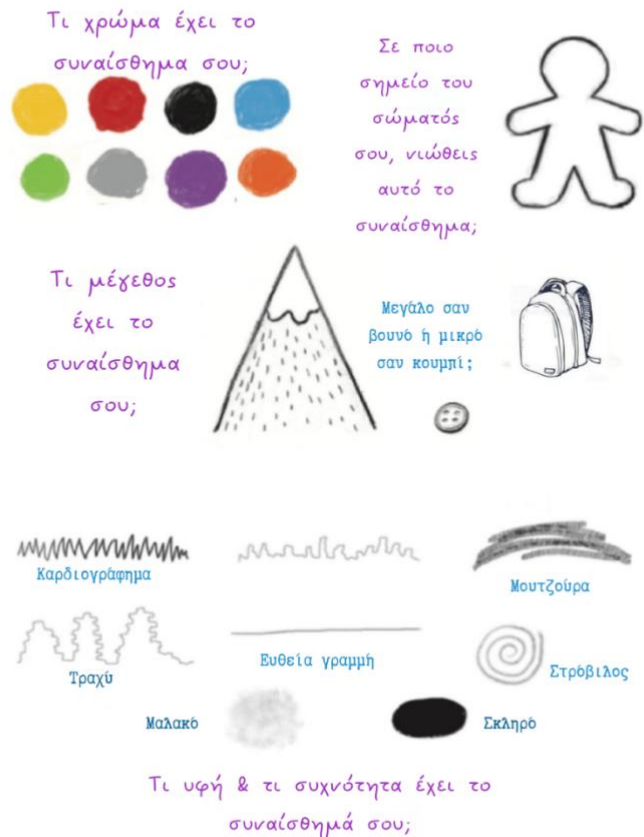 Τι χρώμα έχει το
συναίσθημα σου;
Σε ποιο
σημείο του
σώματός
σου, νιώθεις
αυτό το
συναίσθημα;
Τι μέγεθος
έχει το
συναίσθημα
σου;
Μεγάλο σαν
βουνό ή μικρό
σαν κουμπί;
Καρδιογράφημα
Μουτζούρα
Τραχύ
Ευθεία γραμμή
Στρόβιλος
Μαλακό
Σκληρό
Τι υφή & τι συχνότητα έχει το
συναίσθημά σου;